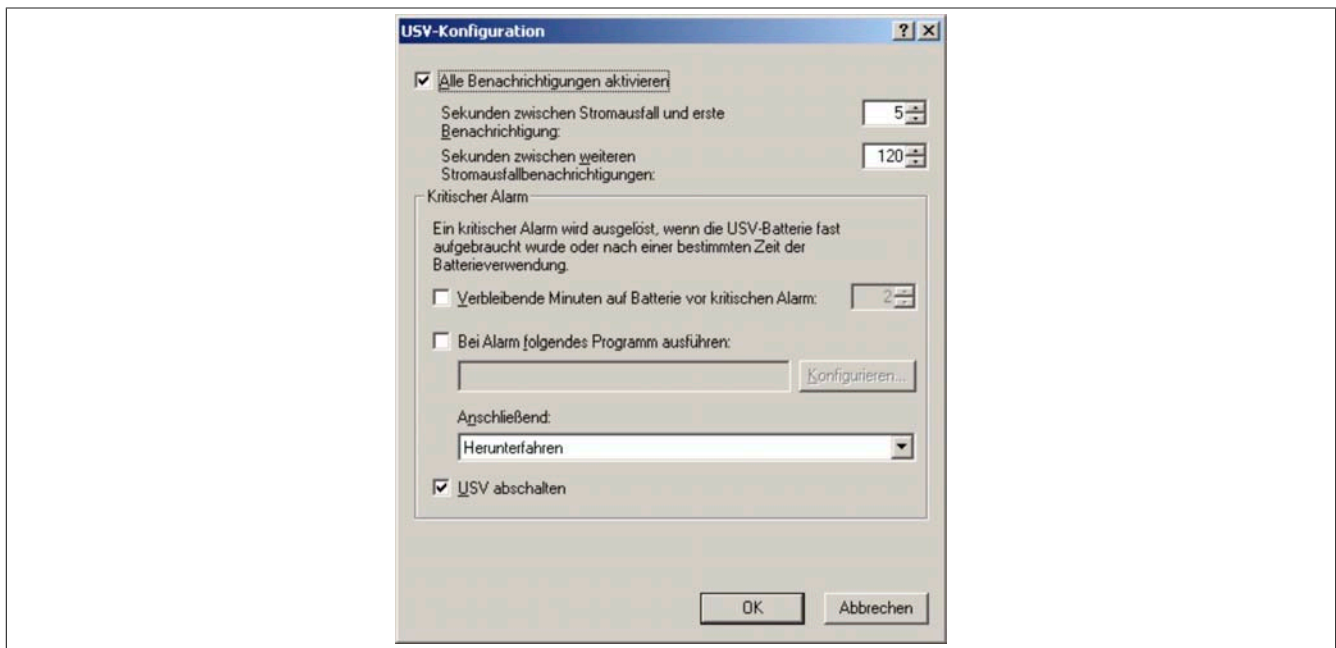 USV-Konfiguration
Alle Benachrichtigungen aktivieren
Sekunden zwischen Stromausfall und erste
Benachrichtigung:
5
Sekunden zwischen weiteren
Stromausfallbenachrichtigungen:
120
Kritischer Alarm
Ein kritischer Alarm wird ausgelöst, wenn die USV-Batterie fast
aufgebraucht wurde oder nach einer bestimmten Zeit der
Batterieverwendung.
Verbleibende Minuten auf Batterie vor kritischen Alarm:
2
Bei Alarm folgendes Programm ausführen:
Konfigurieren...
Anschließend:
Herunterfahren
USV abschalten
OK
Abbrechen